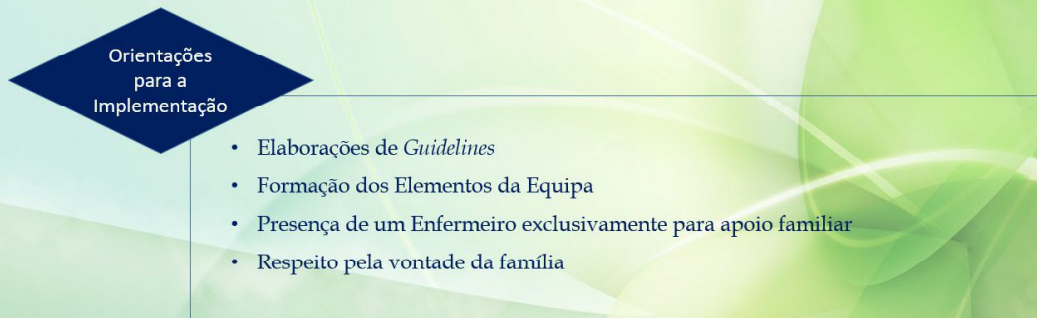 Orientações
para a
Implementação
• Elaborações de Guidelines
• Formação dos Elementos da Equipa
• Presença de um Enfermeiro exclusivamente para apoio familiar
• Respeito pela vontade da família